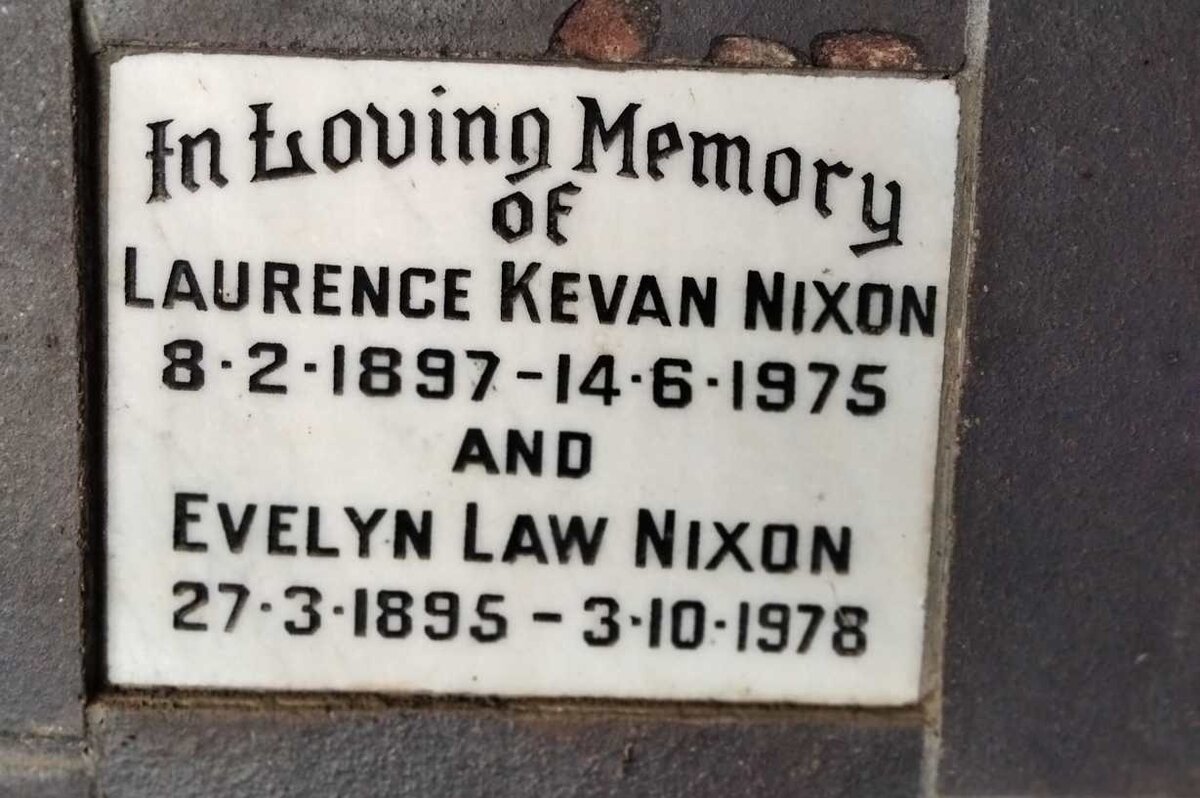 In Loving Memory
of
LAURENCE KEVAN NIXON
8·2·1897-14·6·1975
AND
EVELYN LAW NIXON
27·3·1895 - 3·10·1978